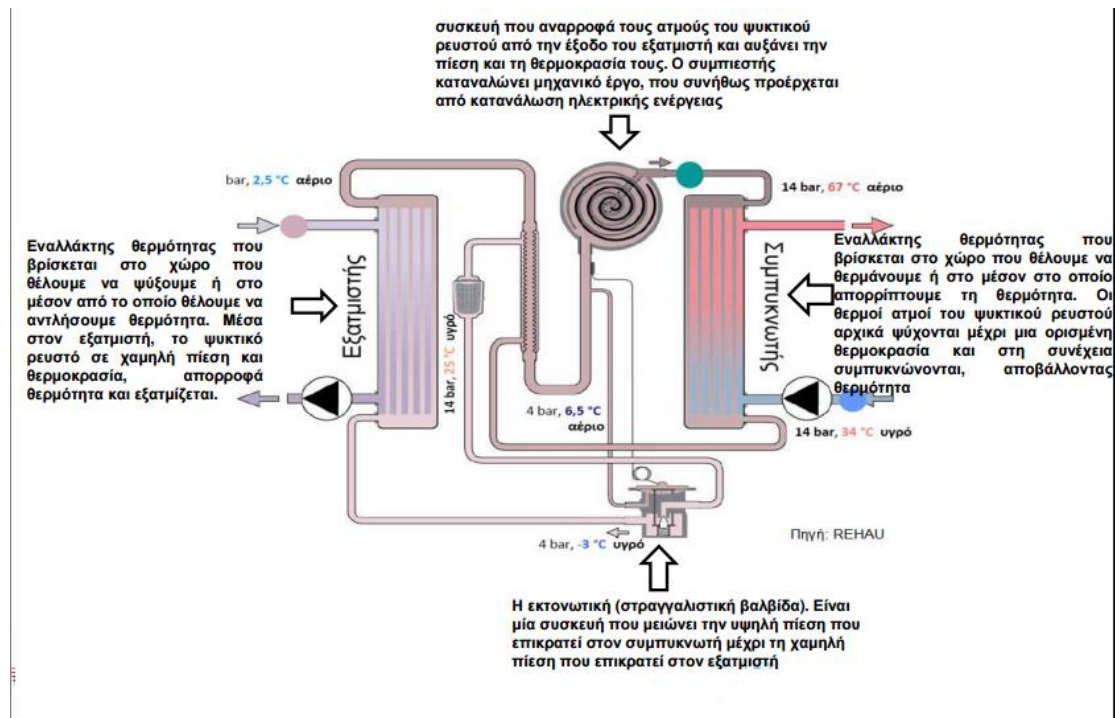 συσκευή που αναρροφά τους ατμούς του ψυκτικού
ρευστού από την έξοδο του εξατμιστή και αυξάνει την
πίεση και τη θερμοκρασία τους. Ο συμπιεστής
καταναλώνει μηχανικό έργο, που συνήθως προέρχεται
από κατανάλωση ηλεκτρικής ενέργειας
bar, 2,5 °C αέριο
14 bar, 67 °C αέριο
Εναλλάκτης θερμότητας που
βρίσκεται στο χώρο που
θέλουμε να ψύξουμε ή στο
μέσον από το οποίο θέλουμε να
αντλήσουμε θερμότητα. Μέσα
στον εξατμιστή, το ψυκτικό
ρευστό σε χαμηλή πίεση και
θερμοκρασία, απορροφά
θερμότητα και εξατμίζεται.
Εξατμιστής
14 bar, 25 °C υγρό
4 bar, 6,5 °C
αέριο
Συμπυκνωτής
Εναλλάκτης θερμότητας που
βρίσκεται στο χώρο που θέλουμε να
θερμάνουμε ή στο μέσον στο οποίο
απορρίπτουμε τη θερμότητα. Οι
θερμοί ατμοί του ψυκτικού ρευστού
αρχικά ψύχονται μέχρι μια ορισμένη
θερμοκρασία και στη συνέχεια
συμπυκνώνονται, αποβάλλοντας
θερμότητα
14 bar, 34 °C υγρό
4 bar, -3 °C υγρό
Πηγή: REHAU
Η εκτονωτική (στραγγαλιστική βαλβίδα). Είναι
μία συσκευή που μειώνει την υψηλή πίεση που
επικρατεί στον συμπυκνωτή μέχρι τη χαμηλή
πίεση που επικρατεί στον εξατμιστή